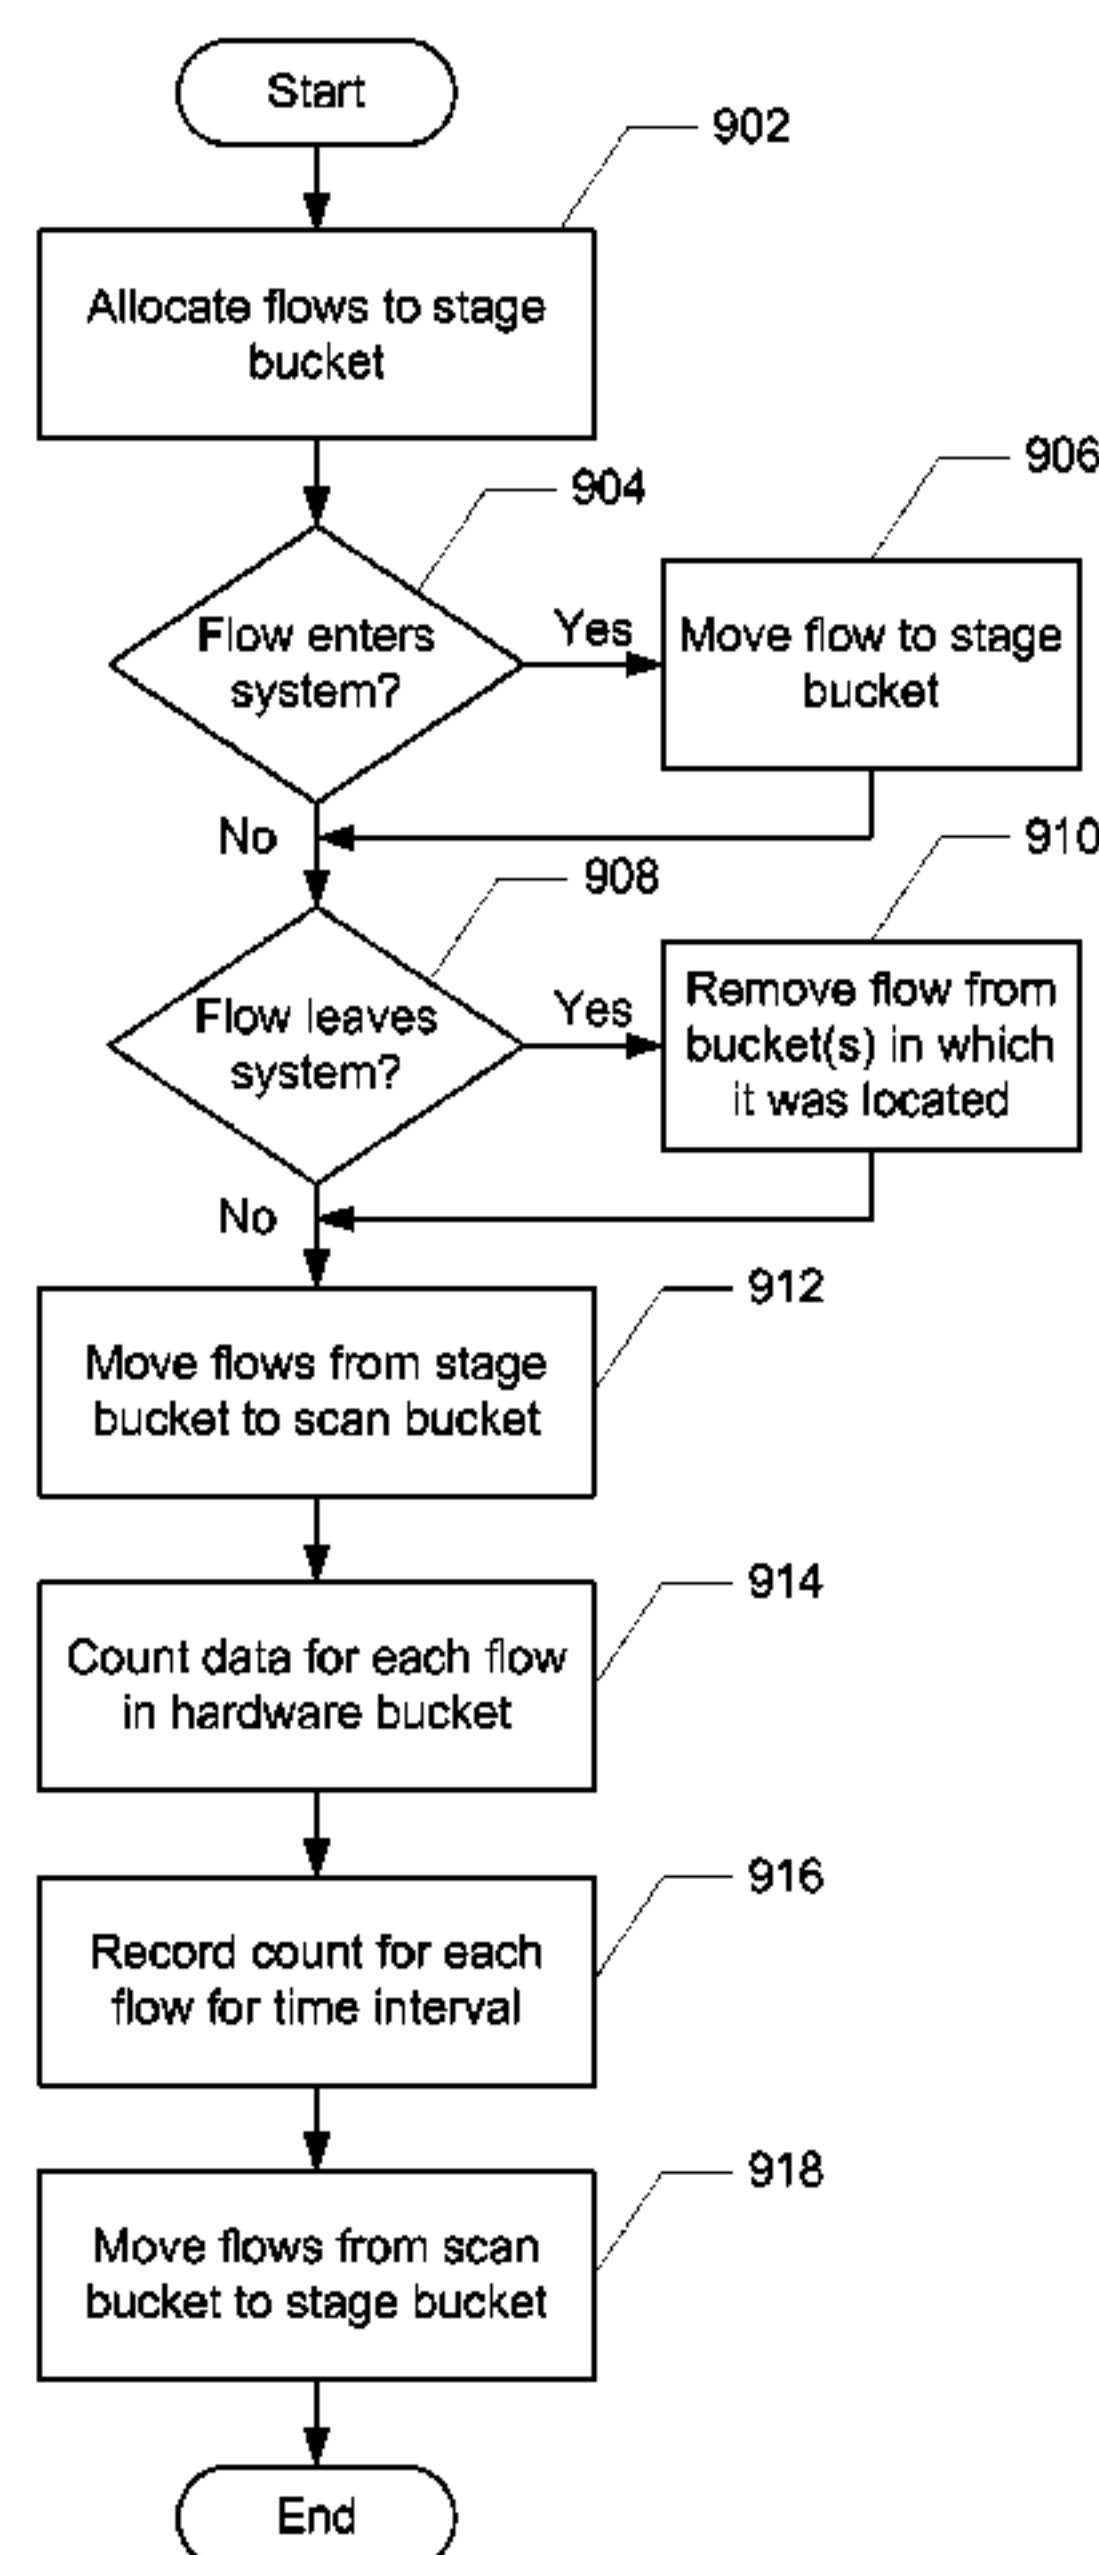 Start
902
Allocate flows to stage
bucket
904
906
Flow enters
system?
Yes
Move flow to stage
bucket
No
908
910
Flow leaves
system?
Yes
Remove flow from
bucket(s) in which
it was located
No
912
Move flows from stage
bucket to scan bucket
914
Count data for each flow
in hardware bucket
916
Record count for each
flow for time interval
918
Move flows from scan
bucket to stage bucket
End